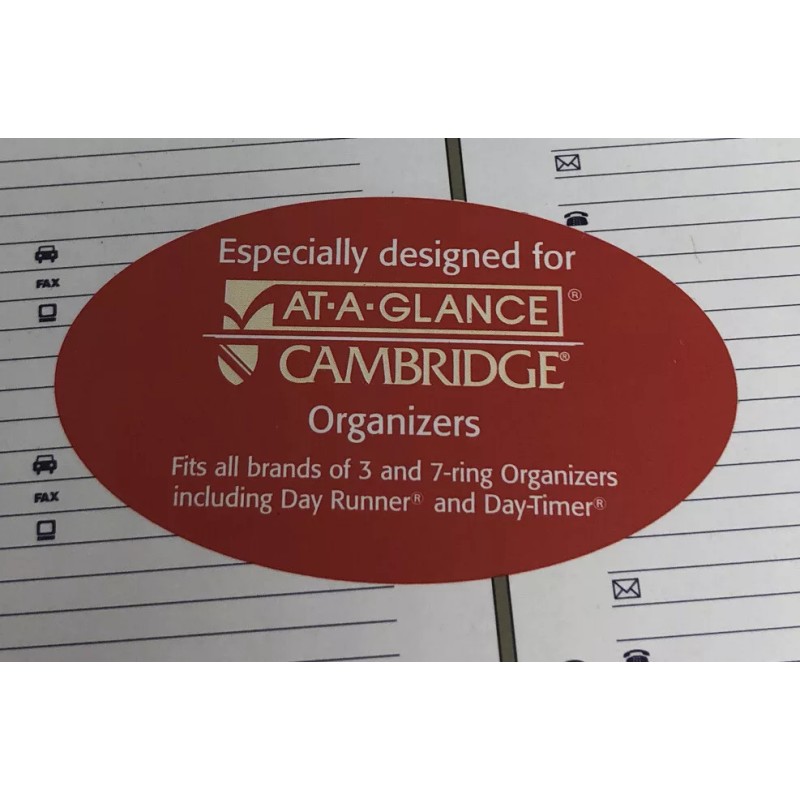 Especially designed for
AT·A·GLANCE®
CAMBRIDGE®
Organizers
Fits all brands of 3 and 7-ring Organizers
including Day Runner® and Day-Timer®
FAX
FAX